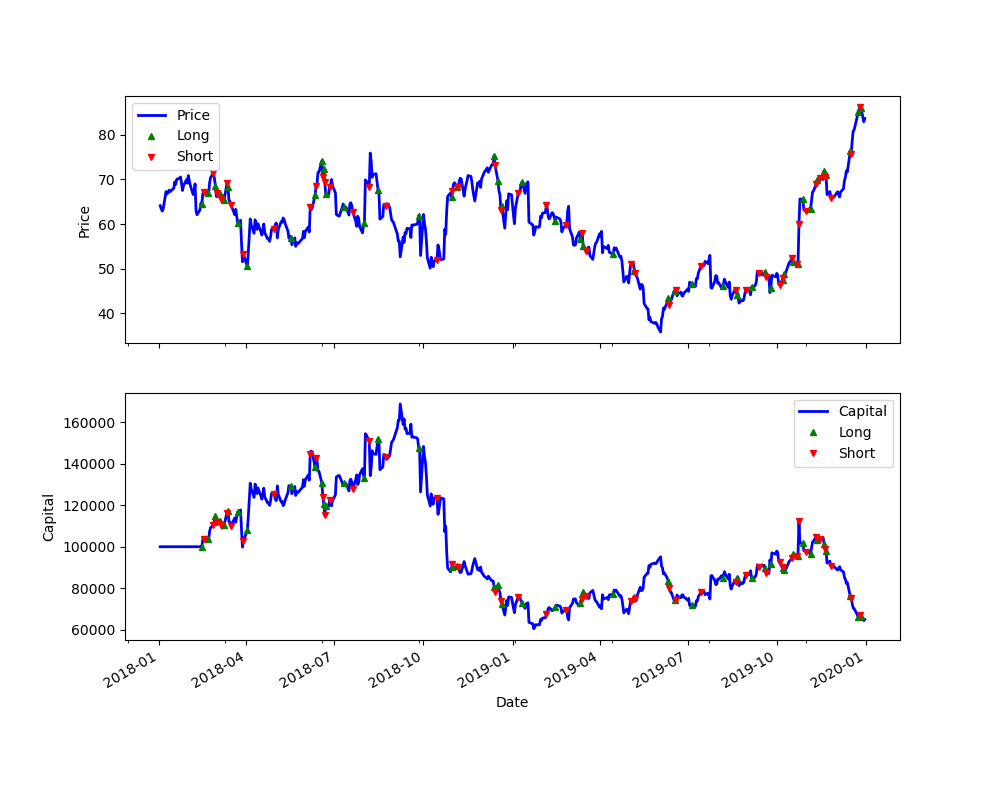 Price
Long
Short
80
70
60
50
40
Price
Capital
Long
Short
160000
140000
120000
100000
80000
60000
Capital
2018-01
2018-04
2018-07
2018-10
2019-01
2019-04
2019-07
2019-10
2020-01
Date